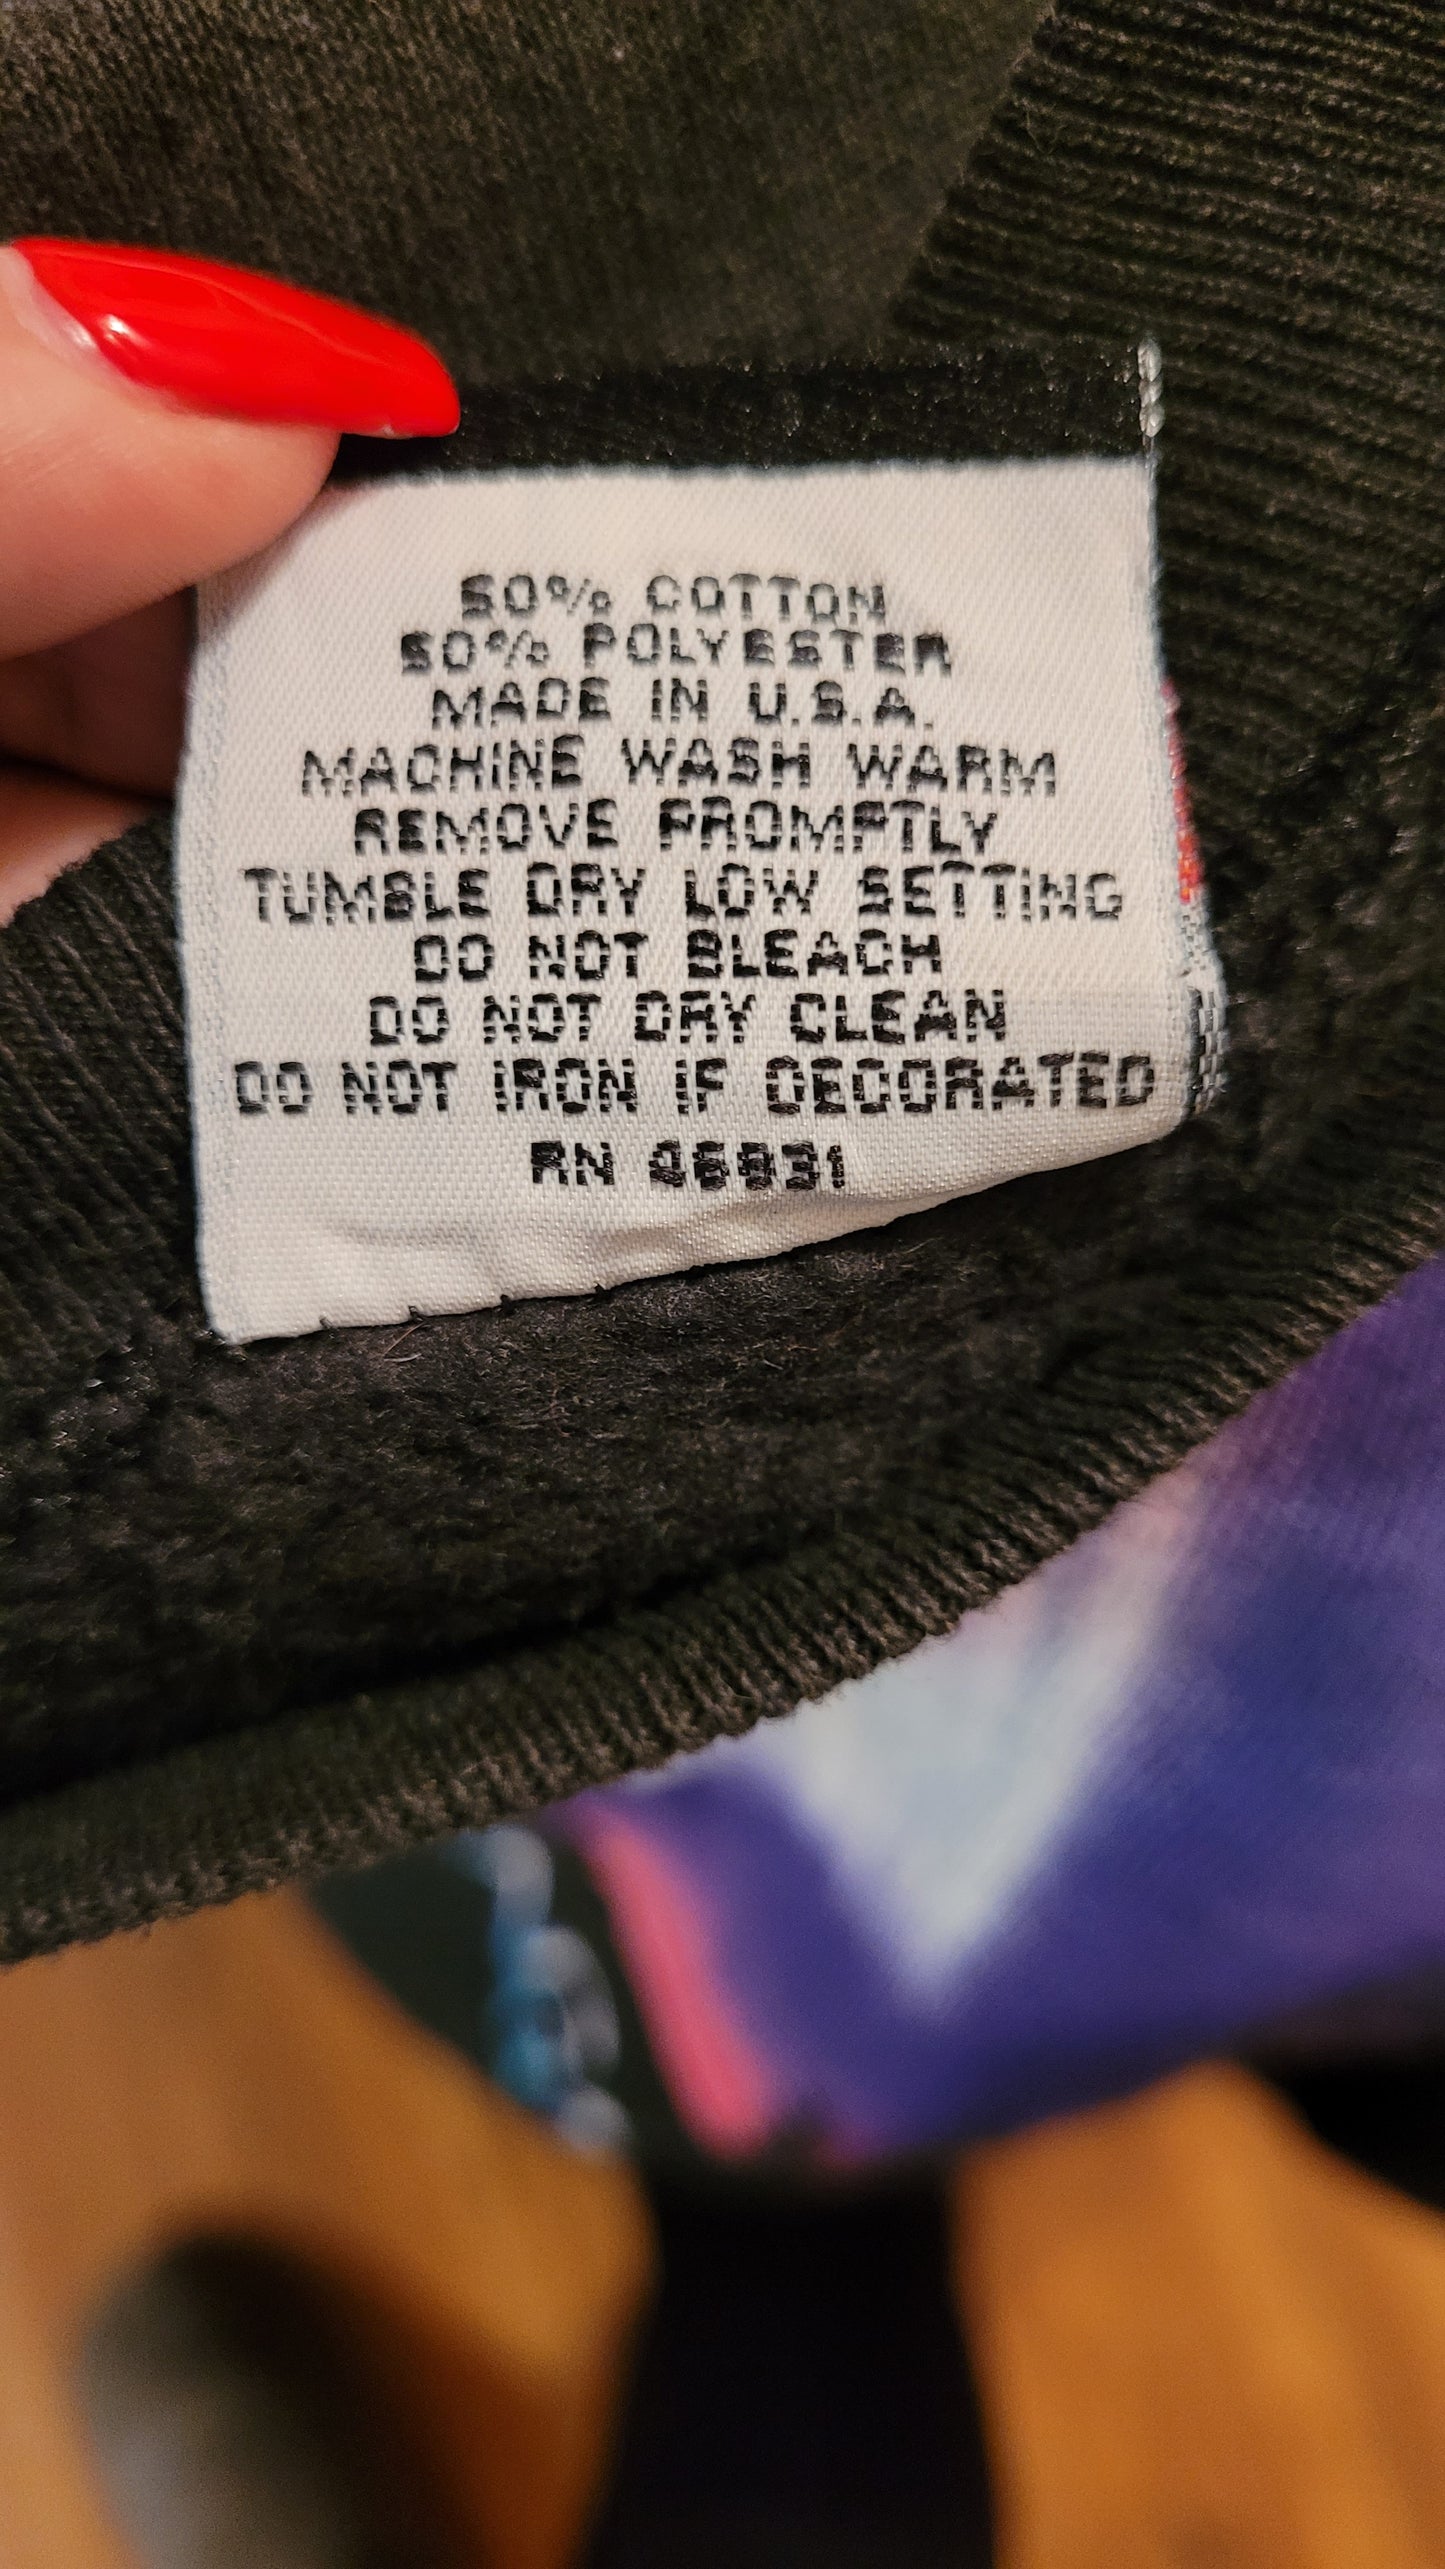 50% COTTON
50% POLYESTER
MADE IN U.S.A.
MACHINE WASH WARM
REMOVE PROMPTLY
TUMBLE DRY LOW SETTING
DO NOT BLEACH
DO NOT DRY CLEAN
DO NOT IRON IF DECORATED
RN